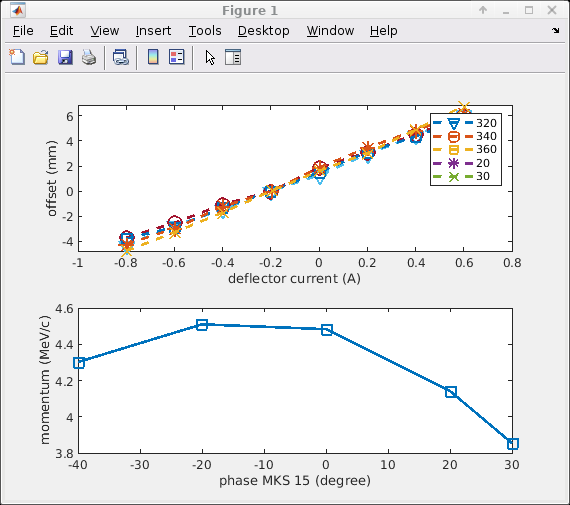 Figure 1
File Edit View Insert Tools Desktop Window Help
6
4
2
0
-2
-4
offset (mm)
320
340
360
20
30
-1 -0.8 -0.6 -0.4 -0.2 0 0.2 0.4 0.6 0.8
deflector current (A)
4.6
4.4
4.2
4
3.8
momentum (MeV/c)
-40 -30 -20 -10 0 10 20 30
phase MKS 15 (degree)